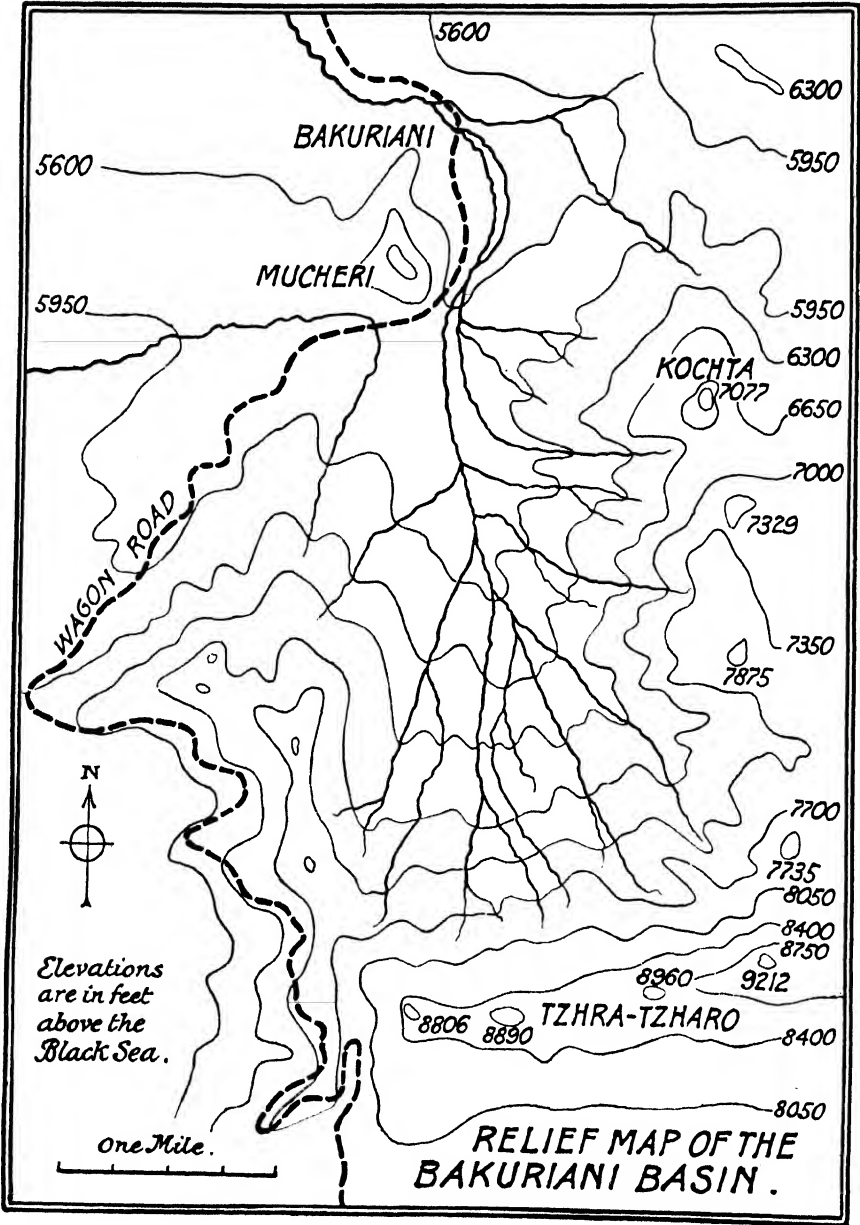 5600
6300
BAKURIANI
5950
5600
MUCHERI
5950
5950
6300
KOCHTA
7077
6650
7000
7329
WAGON ROAD
7350
7875
N
7700
7735
8050
8400
8750
Elevations
are in feet
above the
Black Sea.
8960
9212
8806
8890
TZHRA-TZHARO
8400
8050
One Mile.
RELIEF MAP OF THE
BAKURIANI BASIN.